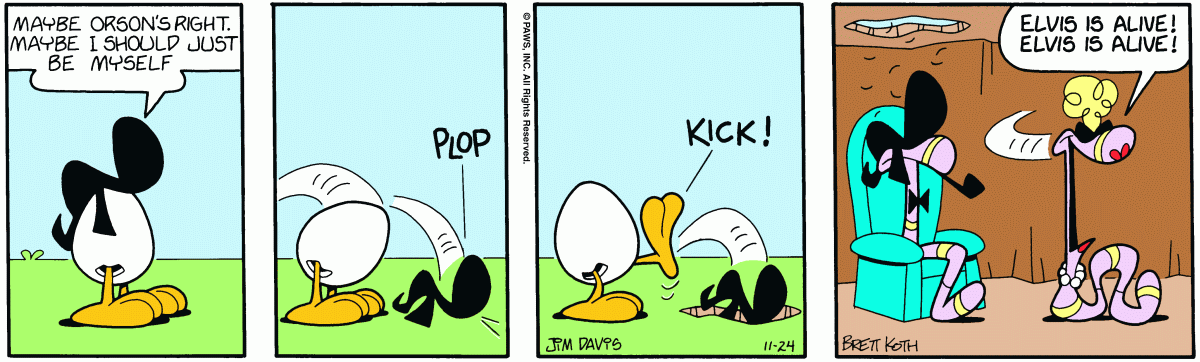 MAYBE ORSON'S RIGHT.
MAYBE I SHOULD JUST
BE MYSELF
PLOP
© PAWS, INC. All Rights Reserved.
KICK!
JIM DAVIS
11-24
ELVIS IS ALIVE!
ELVIS IS ALIVE!
BRETT KOTH